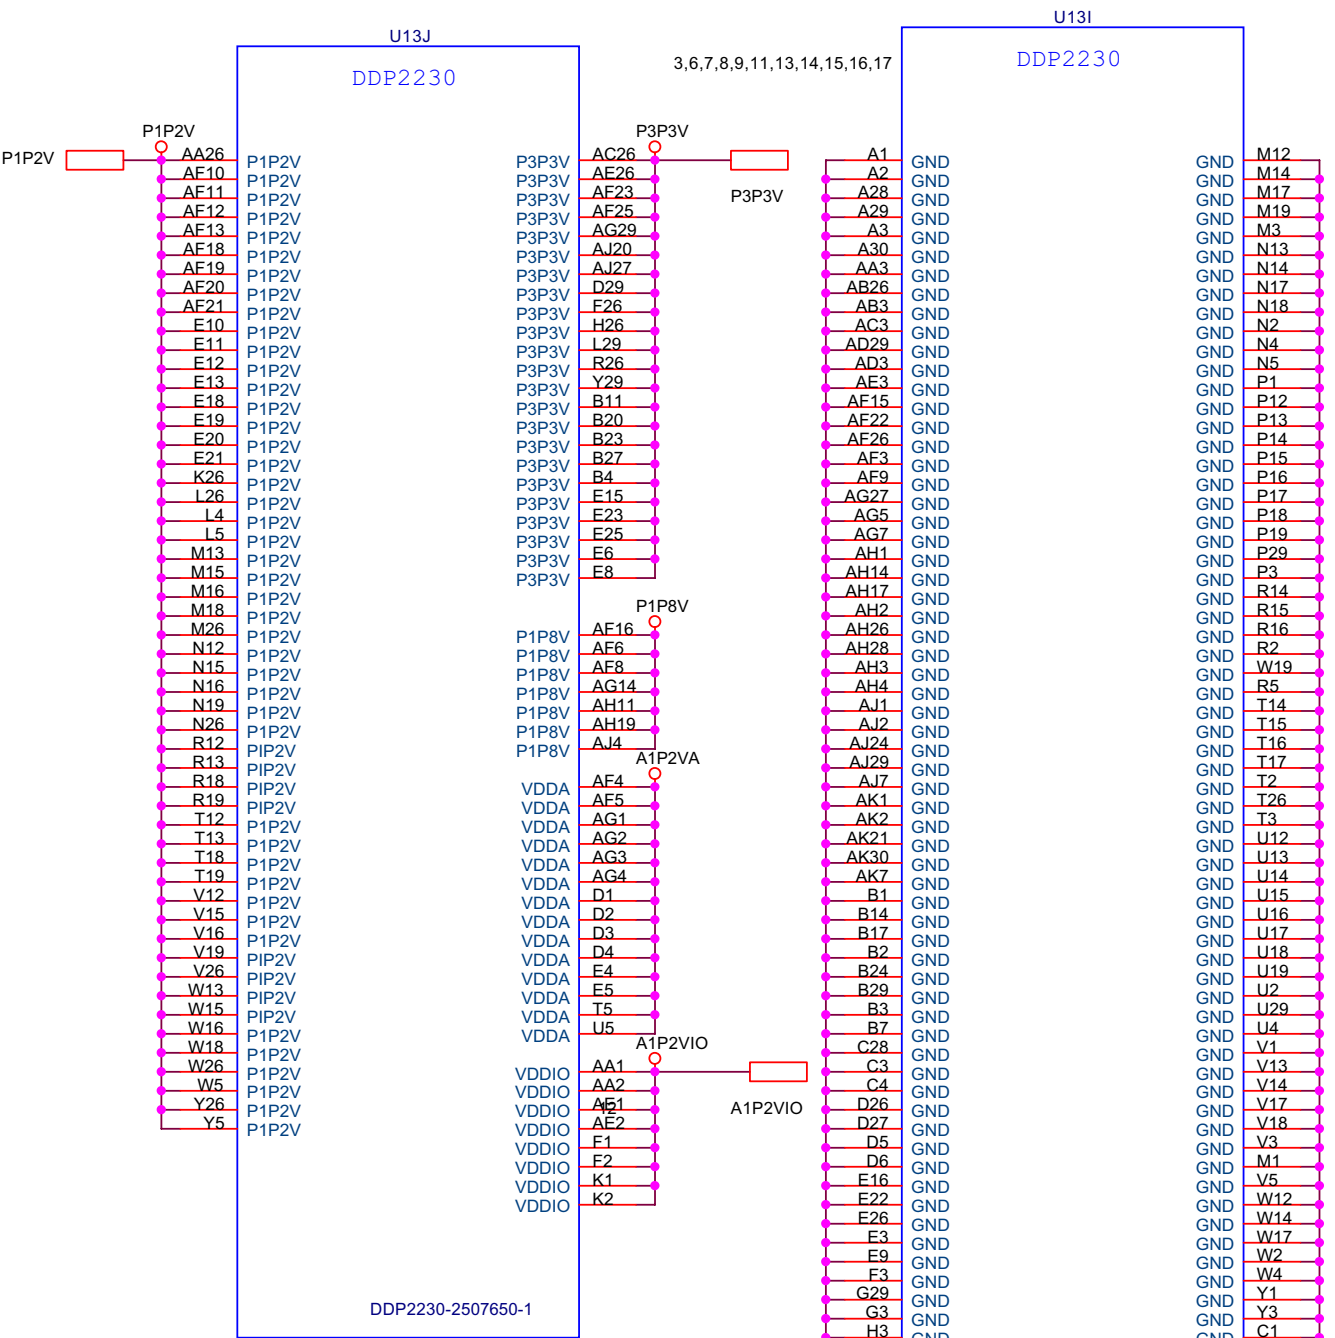 U13J
DDP2230
P1P2V
P1P2V
AA26 P1P2V
AF10 P1P2V
AF11 P1P2V
AF12 P1P2V
AF13 P1P2V
AF18 P1P2V
AF19 P1P2V
AF20 P1P2V
AF21 P1P2V
E10 P1P2V
E11 P1P2V
E12 P1P2V
E13 P1P2V
E18 P1P2V
E19 P1P2V
E20 P1P2V
E21 P1P2V
K26 P1P2V
L26 P1P2V
L4 P1P2V
L5 P1P2V
M13 P1P2V
M15 P1P2V
M16 P1P2V
M18 P1P2V
M26 P1P2V
N12 P1P2V
N15 P1P2V
N16 P1P2V
N19 P1P2V
N26 P1P2V
R12 PIP2V
R13 PIP2V
R18 PIP2V
R19 PIP2V
T12 P1P2V
T13 P1P2V
T18 P1P2V
T19 P1P2V
V12 P1P2V
V15 P1P2V
V16 P1P2V
V19 PIP2V
V26 PIP2V
W13 PIP2V
W15 PIP2V
W16 P1P2V
W18 P1P2V
W26 P1P2V
W5 P1P2V
Y26 P1P2V
Y5 P1P2V
P3P3V
P3P3V AC26
P3P3V AE26
P3P3V AF23
P3P3V AF25
P3P3V AG29
P3P3V AJ20
P3P3V AJ27
P3P3V D29
P3P3V F26
P3P3V H26
P3P3V L29
P3P3V R26
P3P3V Y29
P3P3V B11
P3P3V B20
P3P3V B23
P3P3V B27
P3P3V B4
P3P3V E15
P3P3V E23
P3P3V E25
P3P3V E6
P3P3V E8
P3P3V
P1P8V
P1P8V AF16
P1P8V AF6
P1P8V AF8
P1P8V AG14
P1P8V AH11
P1P8V AH19
P1P8V AJ4
A1P2VA
VDDA AF4
VDDA AF5
VDDA AG1
VDDA AG2
VDDA AG3
VDDA AG4
VDDA D1
VDDA D2
VDDA D3
VDDA D4
VDDA E4
VDDA E5
VDDA T5
VDDA U5
A1P2VIO
VDDIO AA1
VDDIO AA2
VDDIO AE1
12
VDDIO AE2
VDDIO F1
VDDIO F2
VDDIO K1
VDDIO K2
A1P2VIO
DDP2230-2507650-1
U13I
3,6,7,8,9,11,13,14,15,16,17
DDP2230
A1 GND
A2 GND
A28 GND
A29 GND
A3 GND
A30 GND
AA3 GND
AB26 GND
AB3 GND
AC3 GND
AD29 GND
AD3 GND
AE3 GND
AF15 GND
AF22 GND
AF26 GND
AF3 GND
AF9 GND
AG27 GND
AG5 GND
AG7 GND
AH1 GND
AH14 GND
AH17 GND
AH2 GND
AH26 GND
AH28 GND
AH3 GND
AH4 GND
AJ1 GND
AJ2 GND
AJ24 GND
AJ29 GND
AJ7 GND
AK1 GND
AK2 GND
AK21 GND
AK30 GND
AK7 GND
B1 GND
B14 GND
B17 GND
B2 GND
B24 GND
B29 GND
B3 GND
B7 GND
C28 GND
C3 GND
C4 GND
D26 GND
D27 GND
D5 GND
D6 GND
E16 GND
E22 GND
E26 GND
E3 GND
E9 GND
F3 GND
G29 GND
G3 GND
H3 GND
GND M12
GND M14
GND M17
GND M19
GND M3
GND N13
GND N14
GND N17
GND N18
GND N2
GND N4
GND N5
GND P1
GND P12
GND P13
GND P14
GND P15
GND P16
GND P17
GND P18
GND P19
GND P29
GND P3
GND R14
GND R15
GND R16
GND R2
GND W19
GND R5
GND T14
GND T15
GND T16
GND T17
GND T2
GND T26
GND T3
GND U12
GND U13
GND U14
GND U15
GND U16
GND U17
GND U18
GND U19
GND U2
GND U29
GND U4
GND V1
GND V13
GND V14
GND V17
GND V18
GND V3
GND M1
GND V5
GND W12
GND W14
GND W17
GND W2
GND W4
GND Y1
GND Y3
GND C1